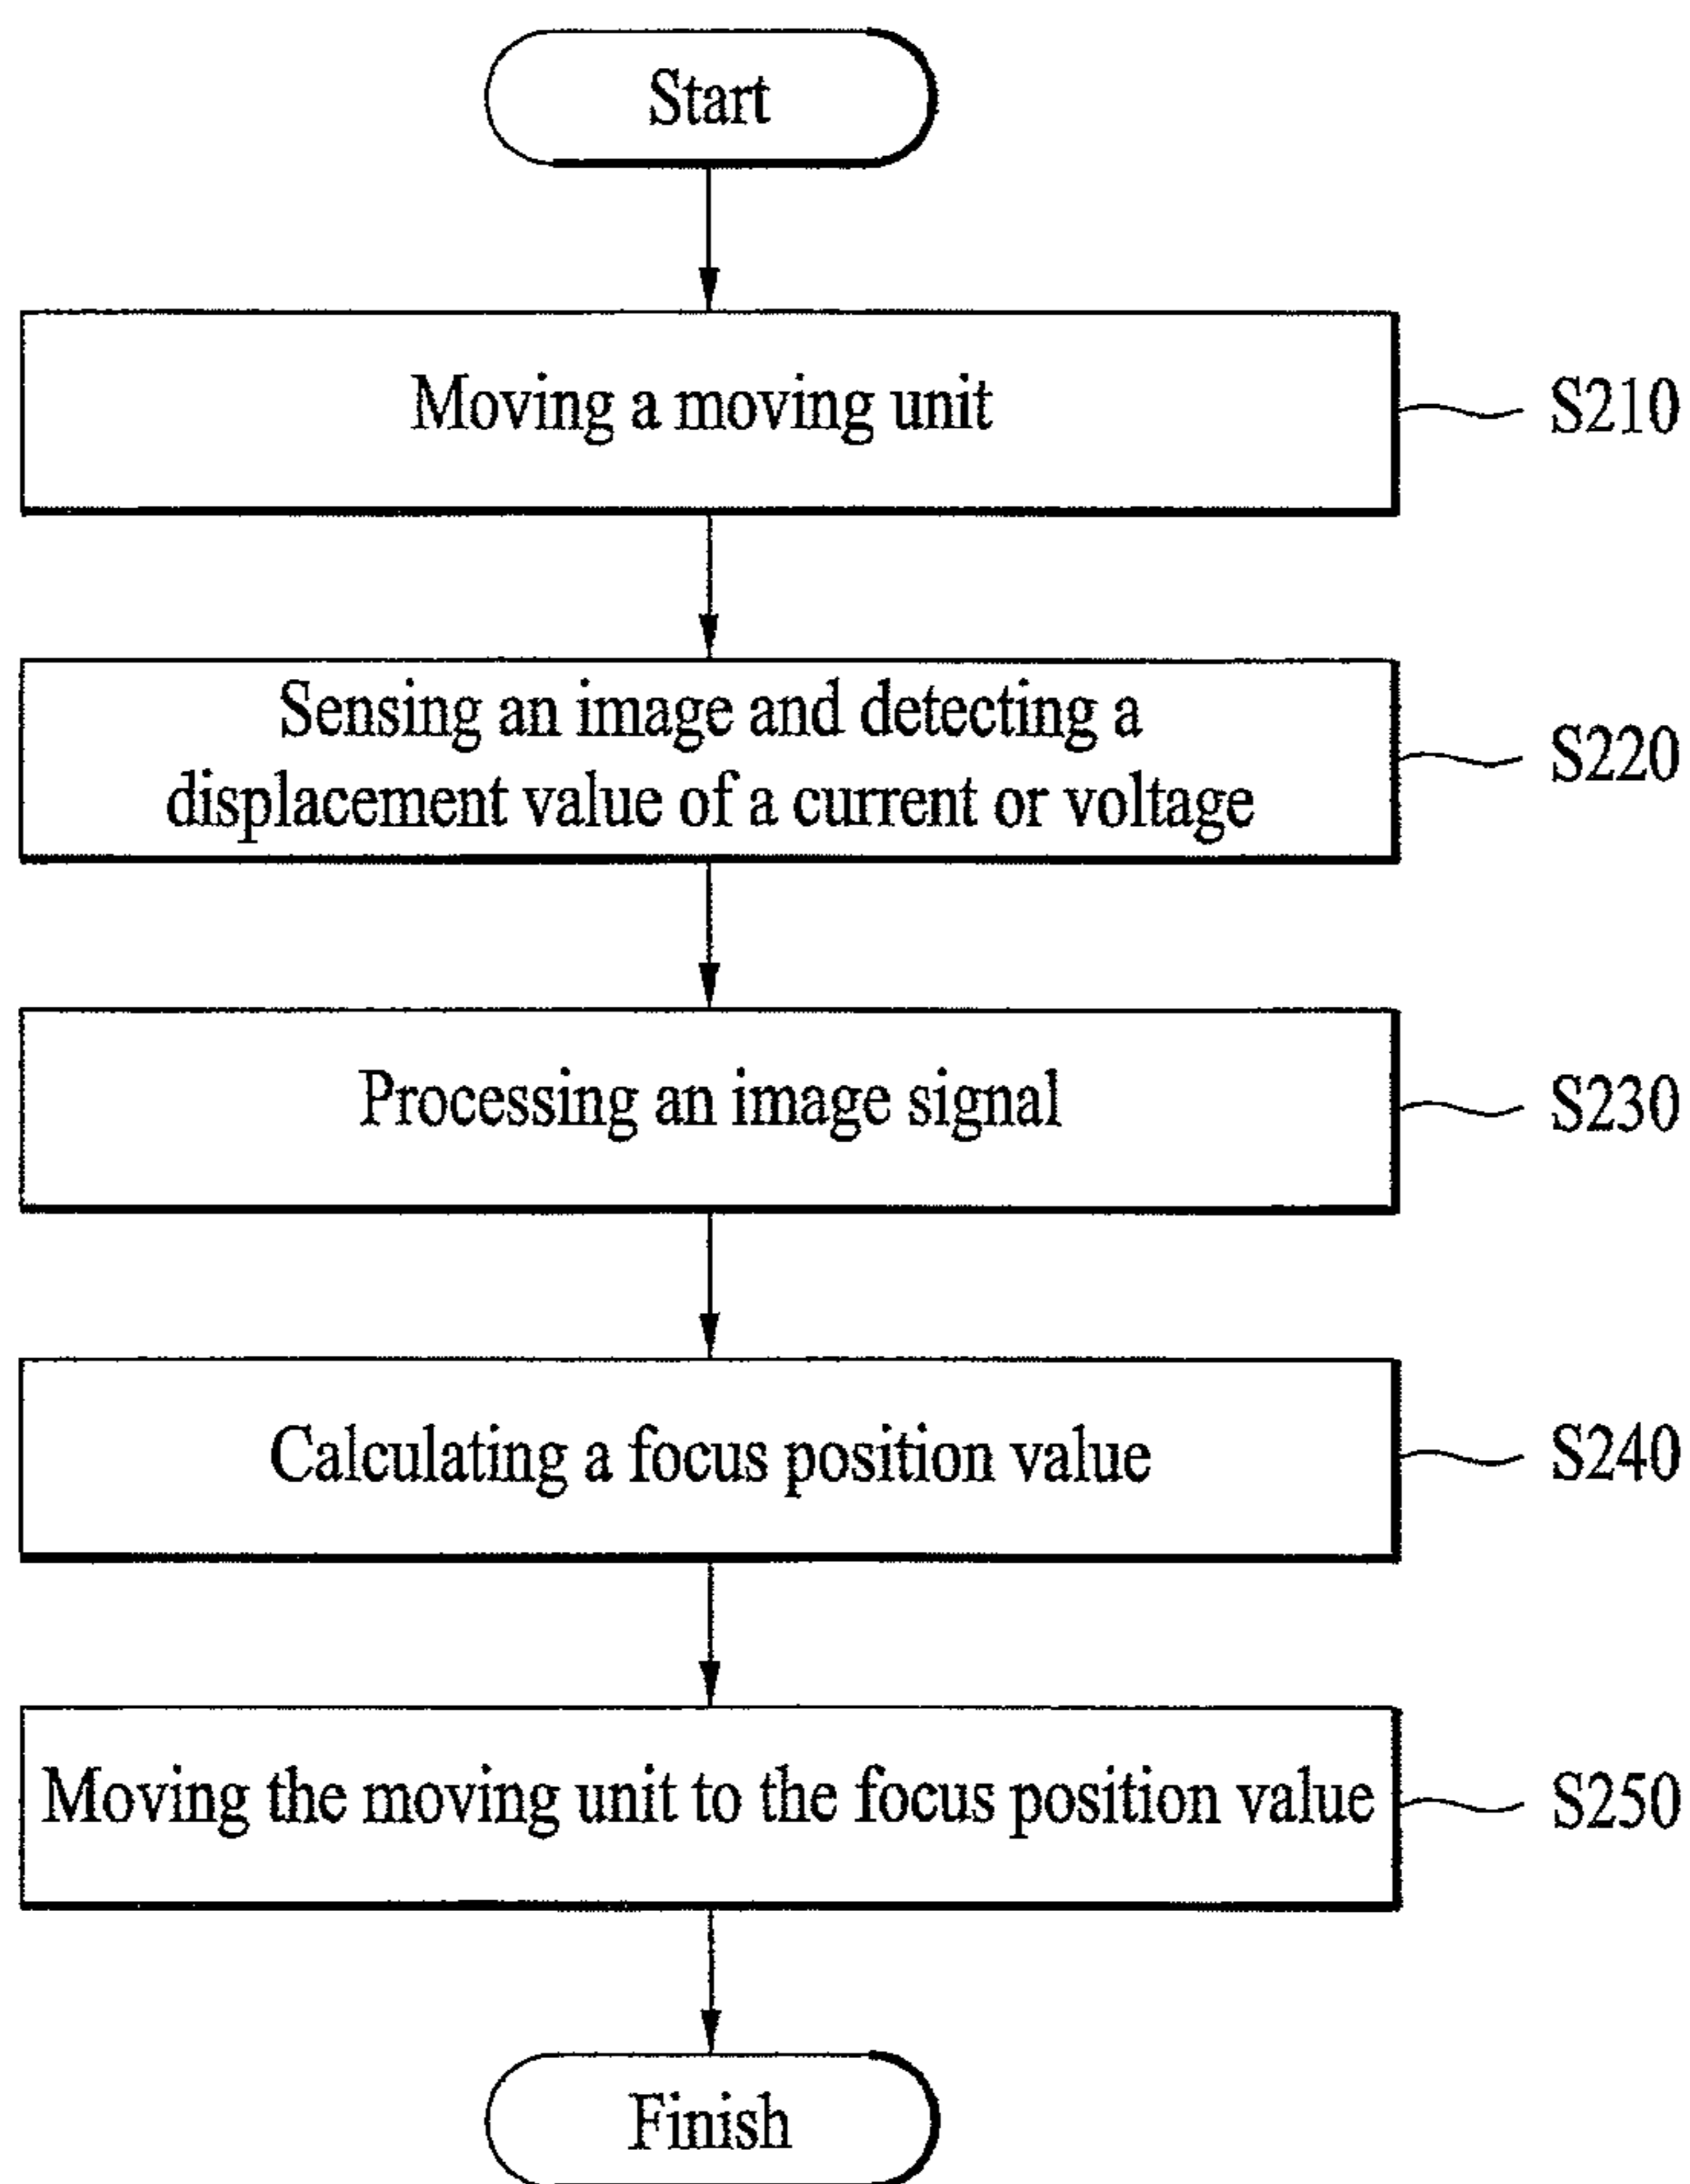 Start
Moving a moving unit
S210
Sensing an image and detecting a
displacement value of a current or voltage
S220
Processing an image signal
S230
Calculating a focus position value
S240
Moving the moving unit to the focus position value
S250
Finish